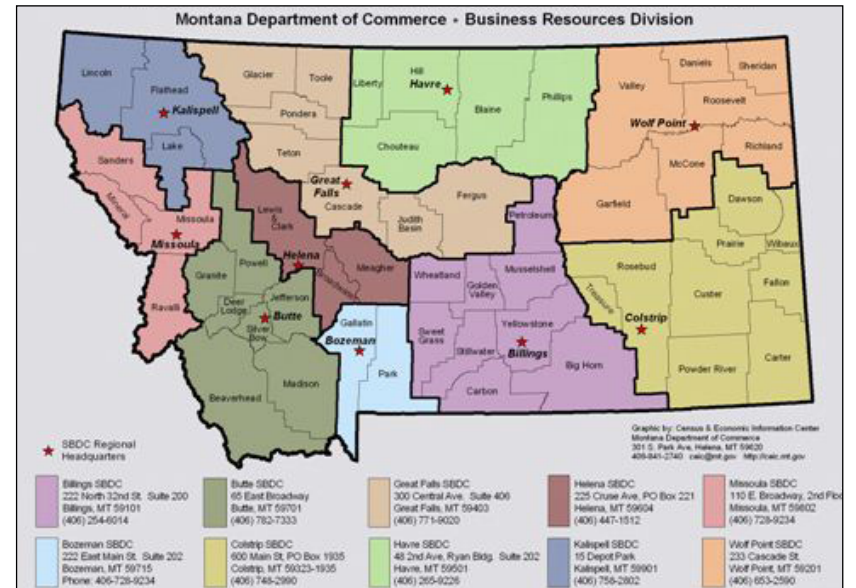 Montana Department of Commerce • Business Resources Division
Lincoln
Flathead
Kalispell
Lake
Glacier
Toole
Pondera
Teton
Liberty
Hill
Havre
Blaine
Phillips
Chouteau
Valley
Daniels
Sheridan
Roosevelt
Wolf Point
Richland
McCone
Garfield
Sanders
Mineral
Missoula
Missoula
Ravalli
Great
Falls
Cascade
Judith
Basin
Fergus
Petroleum
Lewis
&
Clark
Helena
Broadwater
Meagher
Granite
Powell
Deer
Lodge
Jefferson
Silver
Bow
Butte
Beaverhead
Madison
Gallatin
Bozeman
Park
Wheatland
Golden
Valley
Musselshell
Sweet
Grass
Stillwater
Yellowstone
Billings
Carbon
Big Horn
Dawson
Prairie
Wibaux
Rosebud
Treasure
Custer
Fallon
Colstrip
Powder River
Carter
SBDC Regional
Headquarters
Graphic by: Census & Economic Information Center
Montana Department of Commerce
301 S. Park Ave, Helena, MT 59620
406-841-2740 ceic@mt.gov http://ceic.mt.gov
Billings SBDC
222 North 32nd St. Suite 200
Billings, MT 59101
(406) 254-6014
Butte SBDC
65 East Broadway
Butte, MT 59701
(406) 782-7333
Great Falls SBDC
300 Central Ave. Suite 406
Great Falls, MT 59403
(406) 771-9020
Helena SBDC
225 Cruse Ave, PO Box 221
Helena, MT 59604
(406) 447-1512
Missoula SBDC
110 E. Broadway, 2nd Floo
Missoula, MT 59802
(406) 728-9234
Bozeman SBDC
222 East Main St. Suite 202
Bozeman, MT 59715
Phone: 406-728-9234
Colstrip SBDC
600 Main St, PO Box 1935
Colstrip, MT 59323-1935
(406) 748-2990
Havre SBDC
48 2nd Ave, Ryan Bldg. Suite 202
Havre, MT 59501
(406) 265-9226
Kalispell SBDC
15 Depot Park
Kalispell, MT 59901
(406) 758-2802
Wolf Point SBDC
233 Cascade St.
Wolf Point, MT 59201
(406) 653-2590